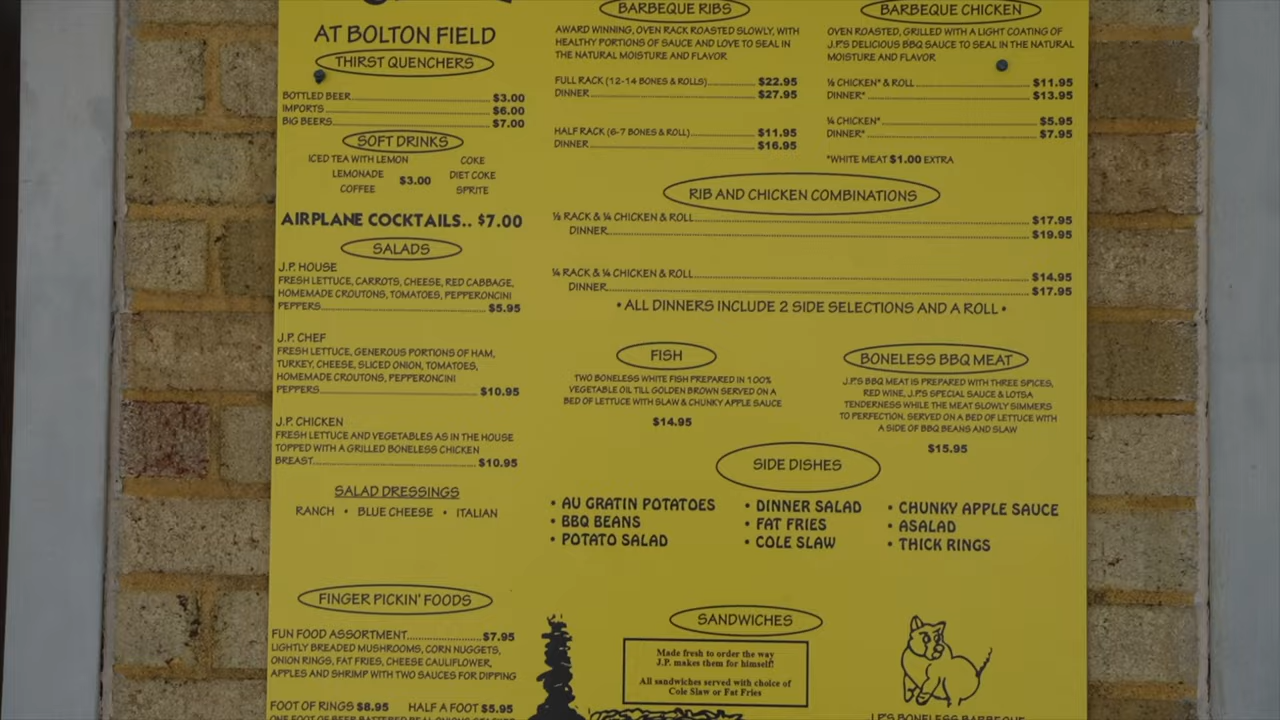 AT BOLTON FIELD
THIRST QUENCHERS
BOTTLED BEER $3.00
IMPORTS $6.00
BIG BEERS $7.00
SOFT DRINKS
ICED TEA WITH LEMON COKE
LEMONADE $3.00 DIET COKE
COFFEE SPRITE
AIRPLANE COCKTAILS.. $7.00
SALADS
J.P. HOUSE
FRESH LETTUCE, CARROTS, CHEESE, RED CABBAGE,
HOMEMADE CROUTONS, TOMATOES, PEPPERONCINI
PEPPERS $5.95
J.P. CHEF
FRESH LETTUCE, GENEROUS PORTIONS OF HAM,
TURKEY, CHEESE, SLICED ONION, TOMATOES,
HOMEMADE CROUTONS, PEPPERONCINI
PEPPERS $10.95
J.P. CHICKEN
FRESH LETTUCE AND VEGETABLES AS IN THE HOUSE
TOPPED WITH A GRILLED BONELESS CHICKEN
BREAST $10.95
SALAD DRESSINGS
RANCH • BLUE CHEESE • ITALIAN
FINGER PICKIN' FOODS
FUN FOOD ASSORTMENT $7.95
LIGHTLY BREADED MUSHROOMS, CORN NUGGETS,
ONION RINGS, FAT FRIES, CHEESE CAULIFLOWER,
APPLES AND SHRIMP WITH TWO SAUCES FOR DIPPING
FOOT OF RINGS $8.95 HALF A FOOT $5.95
BARBEQUE RIBS
AWARD WINNING, OVEN RACK ROASTED SLOWLY, WITH
HEALTHY PORTIONS OF SAUCE AND LOVE TO SEAL IN
THE NATURAL MOISTURE AND FLAVOR
FULL RACK (12-14 BONES & ROLLS) $22.95
DINNER $27.95
HALF RACK (6-7 BONES & ROLL) $11.95
DINNER $16.95
BARBEQUE CHICKEN
OVEN ROASTED, GRILLED WITH A LIGHT COATING OF
J.P.'S DELICIOUS BBQ SAUCE TO SEAL IN THE NATURAL
MOISTURE AND FLAVOR
½ CHICKEN* & ROLL $11.95
DINNER* $13.95
¼ CHICKEN* $5.95
DINNER* $7.95
*WHITE MEAT $1.00 EXTRA
RIB AND CHICKEN COMBINATIONS
½ RACK & ¼ CHICKEN & ROLL $17.95
DINNER $19.95
¼ RACK & ¼ CHICKEN & ROLL $14.95
DINNER $17.95
• ALL DINNERS INCLUDE 2 SIDE SELECTIONS AND A ROLL •
FISH
TWO BONELESS WHITE FISH PREPARED IN 100%
VEGETABLE OIL TILL GOLDEN BROWN SERVED ON A
BED OF LETTUCE WITH SLAW & CHUNKY APPLE SAUCE
$14.95
BONELESS BBQ MEAT
J.P.'S BBQ MEAT IS PREPARED WITH THREE SPICES,
RED WINE, J.P.'S SPECIAL SAUCE & LOTSA
TENDERNESS WHILE THE MEAT SLOWLY SIMMERS
TO PERFECTION. SERVED ON A BED OF LETTUCE WITH
A SIDE OF BBQ BEANS AND SLAW
$15.95
SIDE DISHES
• AU GRATIN POTATOES • DINNER SALAD • CHUNKY APPLE SAUCE
• BBQ BEANS • FAT FRIES • ASALAD
• POTATO SALAD • COLE SLAW • THICK RINGS
SANDWICHES
Made fresh to order the way
J.P. makes them for himself!
All sandwiches served with choice of
Cole Slaw or Fat Fries
J.P.'S BONELESS BARBEQUE